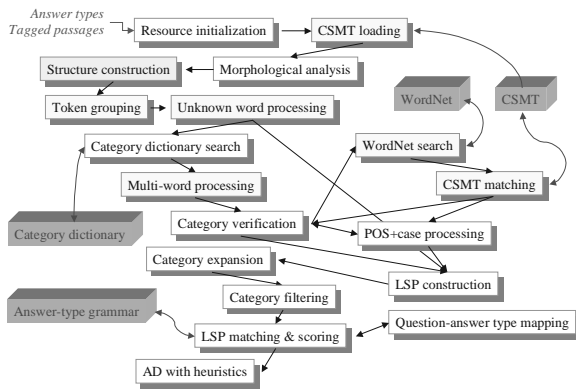 Answer types
Tagged passages
Resource initialization
CSMT loading
Structure construction
Morphological analysis
WordNet
CSMT
Token grouping
Unknown word processing
Category dictionary search
WordNet search
Multi-word processing
CSMT matching
Category dictionary
Category verification
POS+case processing
Category expansion
LSP construction
Category filtering
Answer-type grammar
LSP matching & scoring
Question-answer type mapping
AD with heuristics